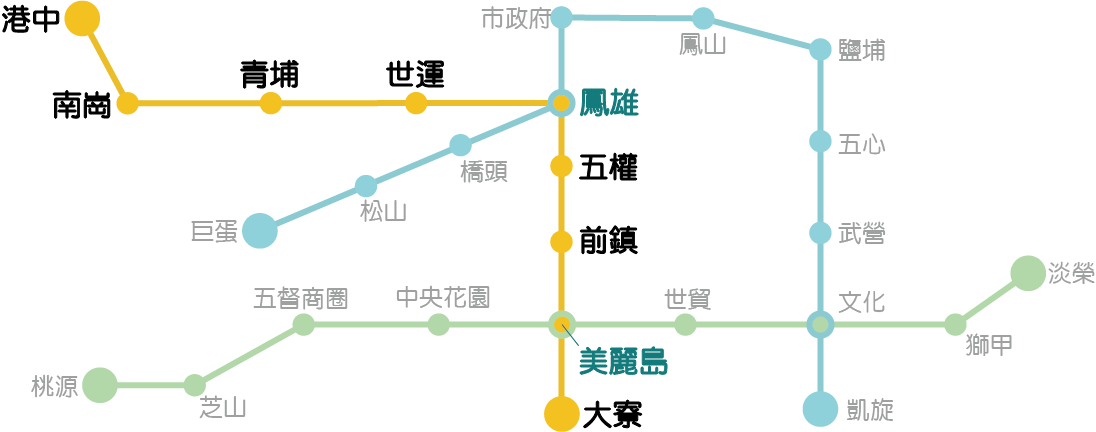 港中
市政府
鳳山
鹽埔
青埔
世運
南崗
鳳雄
五心
橋頭
五權
松山
巨蛋
前鎮
武營
淡榮
五督商圈
中央花園
世貿
文化
獅甲
美麗島
桃源
芝山
大寮
凱旋